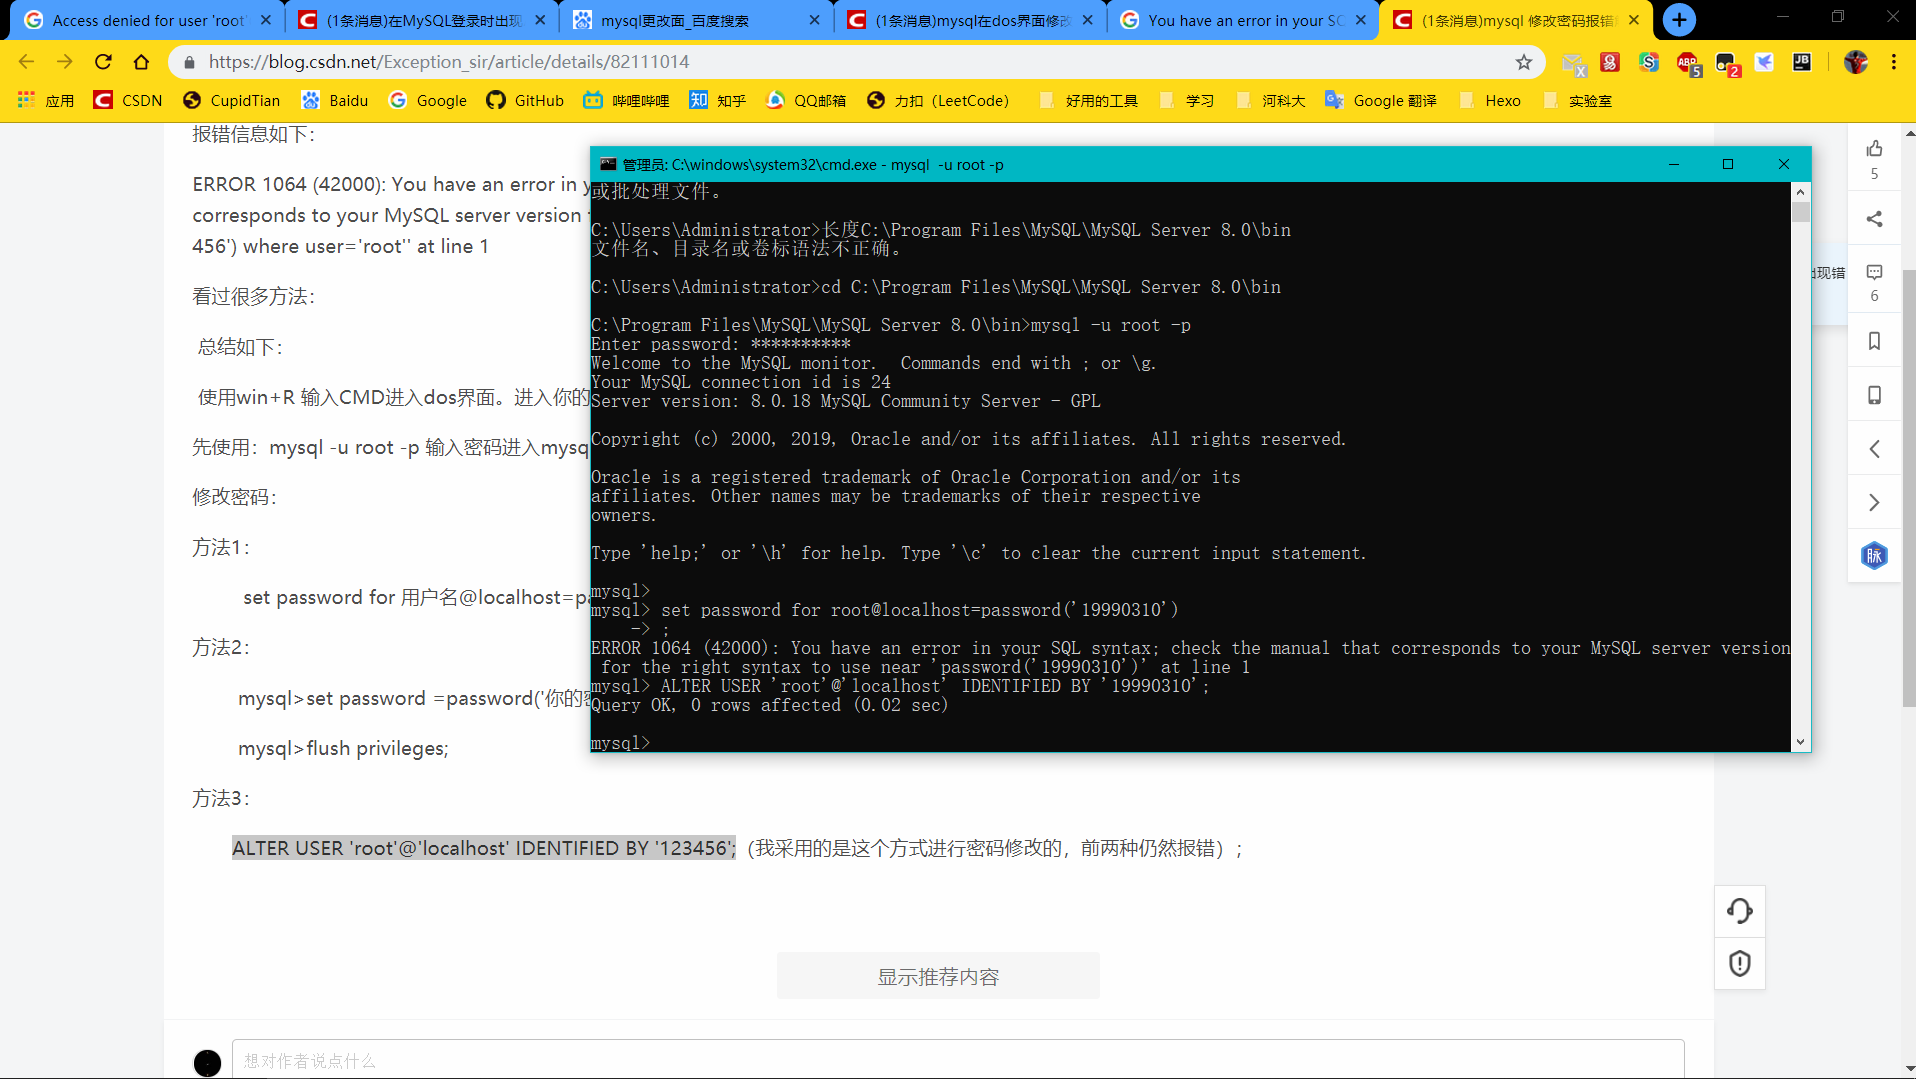 Access denied for user 'root'
(1条消息)在MySQL登录时出现
mysql更改面_百度搜索
(1条消息)mysql在dos界面修改
You have an error in your SQ
(1条消息)mysql 修改密码报错
https://blog.csdn.net/Exception_sir/article/details/82111014
应用 CSDN CupidTian Baidu Google GitHub 哔哩哔哩 知乎 QQ邮箱 力扣（LeetCode） 好用的工具 学习 河科大 Google 翻译 Hexo 实验室
报错信息如下：
ERROR 1064 (42000): You have an error in y
corresponds to your MySQL server version
456') where user='root'' at line 1
看过很多方法：
总结如下：
使用win+R 输入CMD进入dos界面。进入你的
先使用：mysql -u root -p 输入密码进入mysq
修改密码：
方法1：
set password for 用户名@localhost=pa
方法2：
mysql>set password =password('你的密
mysql>flush privileges;
方法3：
ALTER USER 'root'@'localhost' IDENTIFIED BY '123456';（我采用的是这个方式进行密码修改的，前两种仍然报错）;
显示推荐内容
想对作者说点什么
管理员: C:\windows\system32\cmd.exe - mysql  -u root -p
或批处理文件。
C:\Users\Administrator>长度C:\Program Files\MySQL\MySQL Server 8.0\bin
文件名、目录名或卷标语法不正确。
C:\Users\Administrator>cd C:\Program Files\MySQL\MySQL Server 8.0\bin
C:\Program Files\MySQL\MySQL Server 8.0\bin>mysql -u root -p
Enter password: **********
Welcome to the MySQL monitor.  Commands end with ; or \g.
Your MySQL connection id is 24
Server version: 8.0.18 MySQL Community Server - GPL
Copyright (c) 2000, 2019, Oracle and/or its affiliates. All rights reserved.
Oracle is a registered trademark of Oracle Corporation and/or its
affiliates. Other names may be trademarks of their respective
owners.
Type 'help;' or '\h' for help. Type '\c' to clear the current input statement.
mysql>
mysql> set password for root@localhost=password('19990310')
    -> ;
ERROR 1064 (42000): You have an error in your SQL syntax; check the manual that corresponds to your MySQL server version
 for the right syntax to use near 'password('19990310')' at line 1
mysql> ALTER USER 'root'@'localhost' IDENTIFIED BY '19990310';
Query OK, 0 rows affected (0.02 sec)
mysql>
出现错
5
6
脉
ABP
5
2
JB